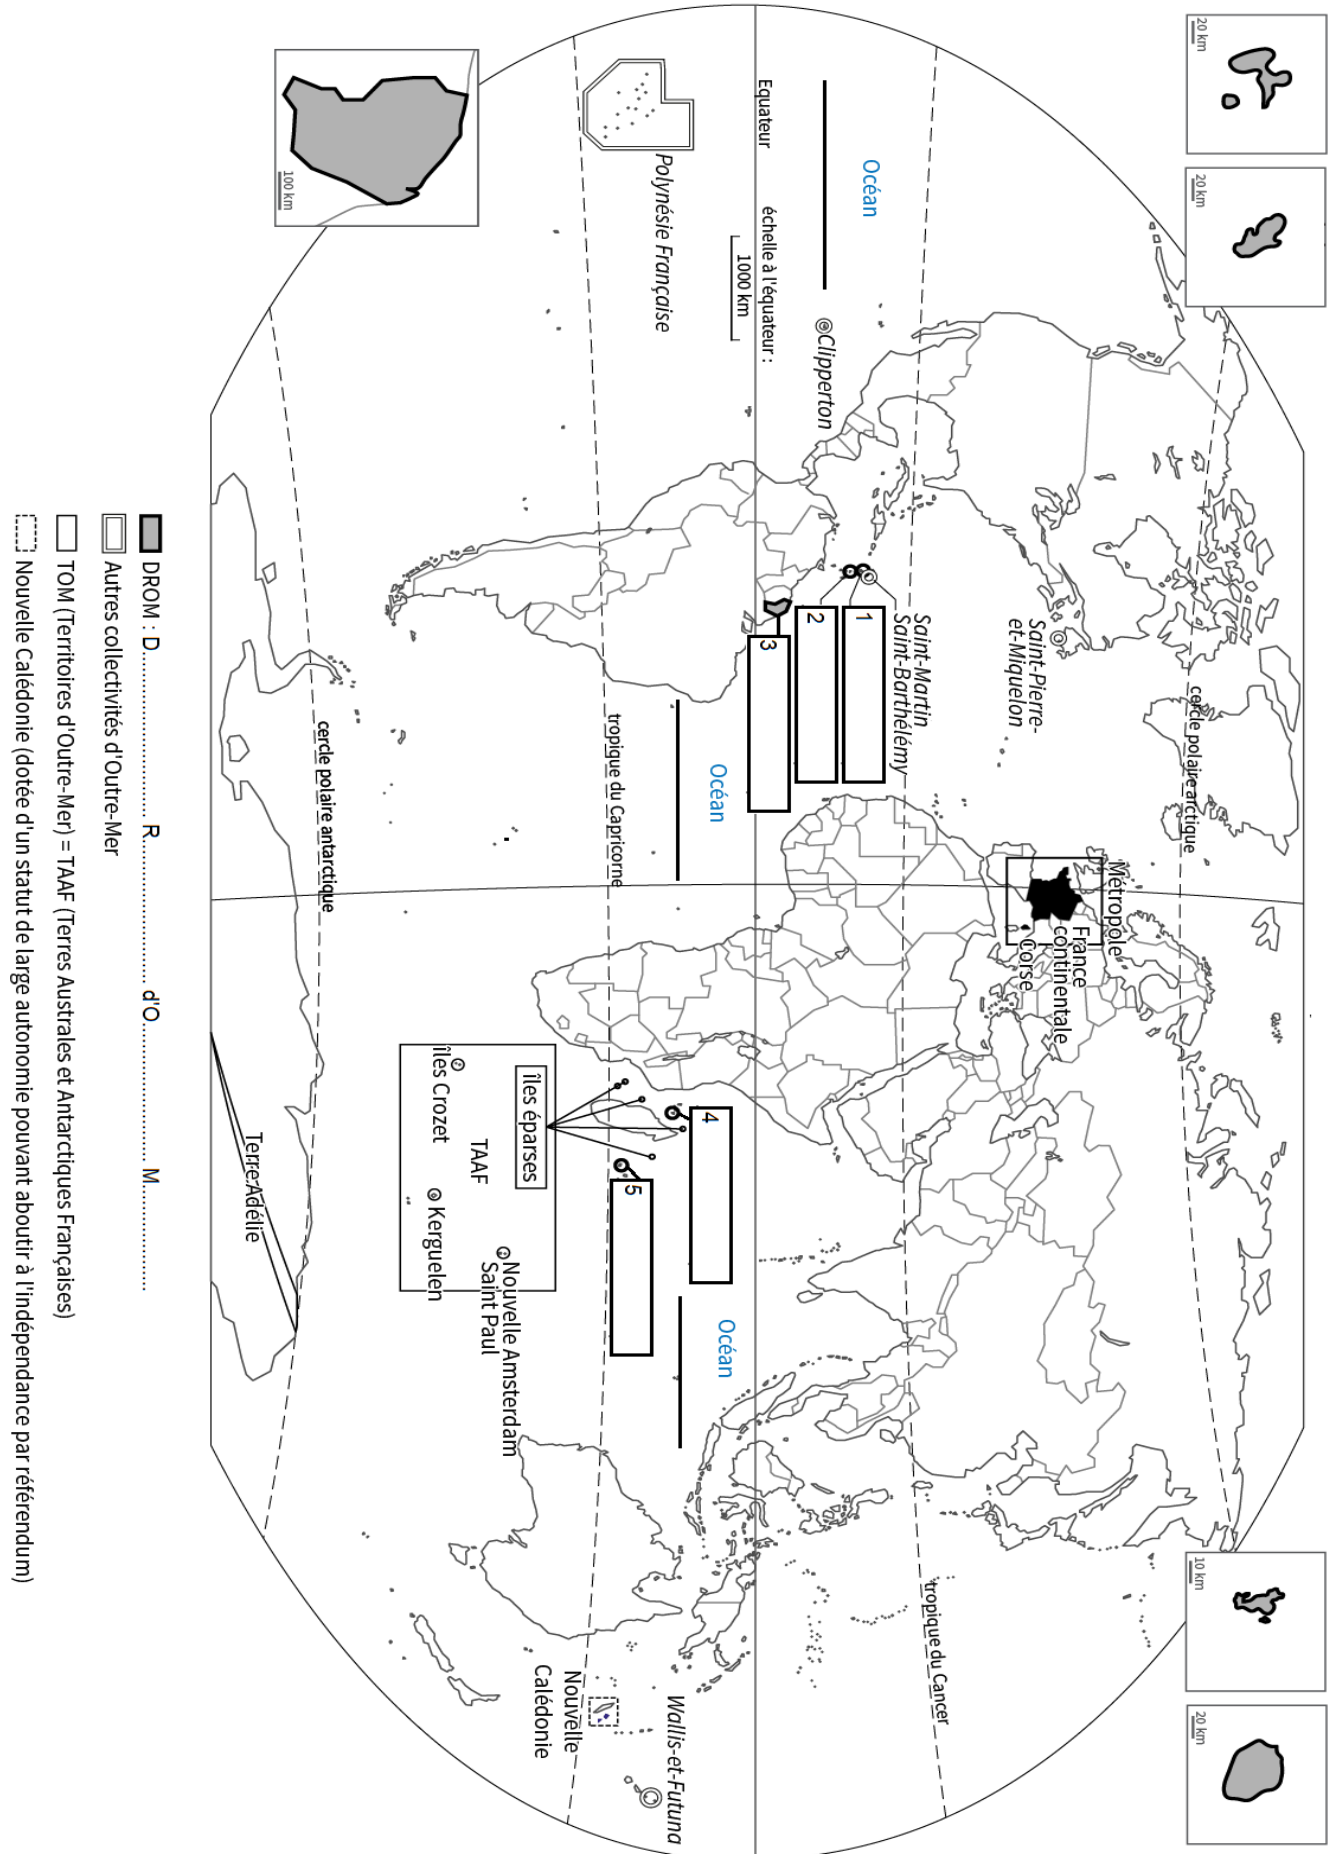 20 km
20 km
10 km
20 km
100 km
Océan
Equateur
échelle à l'équateur :
1000 km
Polynésie Française
Clipperton
Saint-Pierre-
et-Miquelon
Saint-Martin
Saint-Barthélémy
1
2
3
cercle polaire arctique
Métropole
France
continentale
Corse
Océan
tropique du Capricorne
cercle polaire antarctique
4
5
îles éparses
TAAF
îles Crozet
Kerguelen
Nouvelle Amsterdam
Saint Paul
Terre Adélie
Océan
tropique du Cancer
Wallis-et-Futuna
Nouvelle
Calédonie
DROM : D........................ R........................ d'O........................ M........................
Autres collectivités d'Outre-Mer
TOM (Territoires d'Outre-Mer) = TAAF (Terres Australes et Antarctiques Françaises)
Nouvelle Calédonie (dotée d'un statut de large autonomie pouvant aboutir à l'indépendance par référendum)